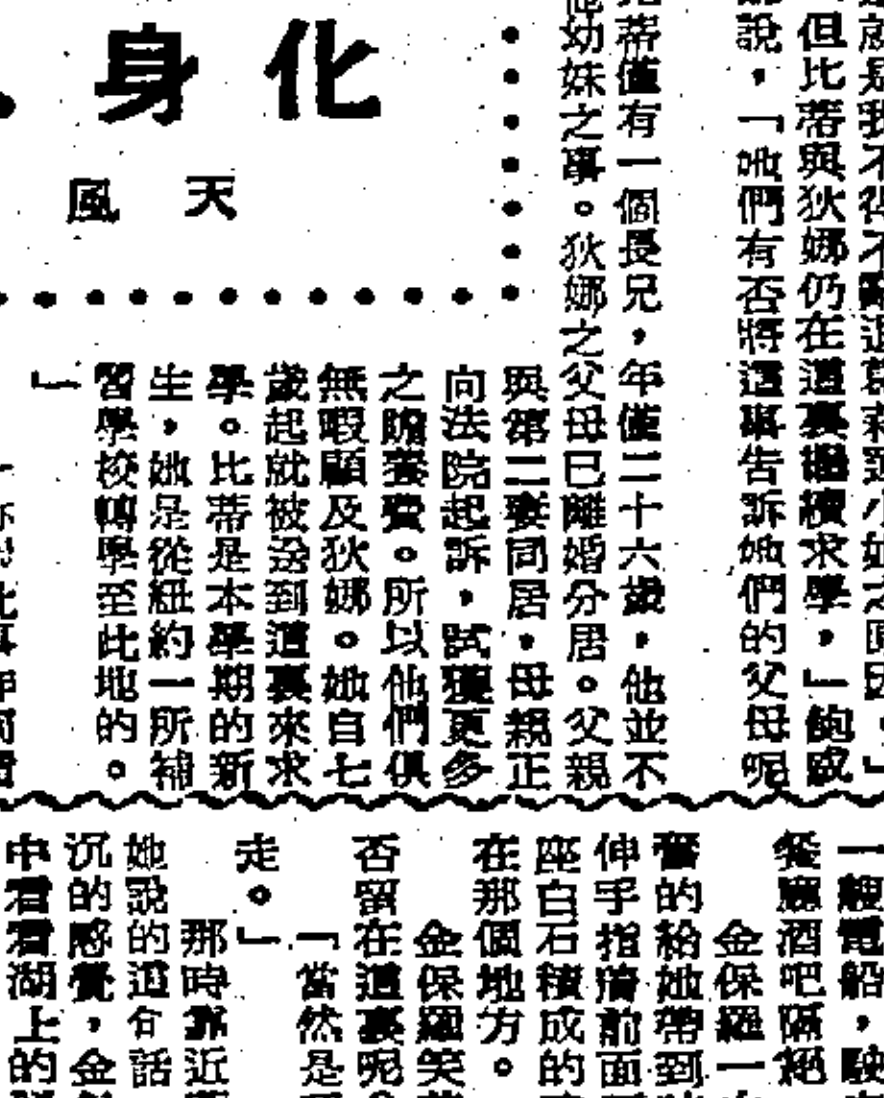 但比蒂與狄娜仍在這裏繼續求學，」鮑威
說，「她們有否將這事告訴她們的父母呢
蒂僅有一個長兄，年僅二十六歲，他並不
幼妹之事。狄娜之父母已離婚分居。父親
化身
天風
與第二妻同居，母親正
向法院起訴，試獲更多
之贍養費。所以他們俱
無暇顧及狄娜。她自七
歲起就被送到這裏來求
學。比蒂是本學期的新
生，她是從紐約一所補
習學校轉學至此地的。
」
一艘電船，駛
餐廳酒吧隔絕
金保羅一
的給她帶到
伸手指嚮前面
座白石積成的
在那個地方。
金保羅笑
否留在這裏呢
「當然是
走。」
那時靠近
她說的這句話
沉的感覺，金
中看看湖上的